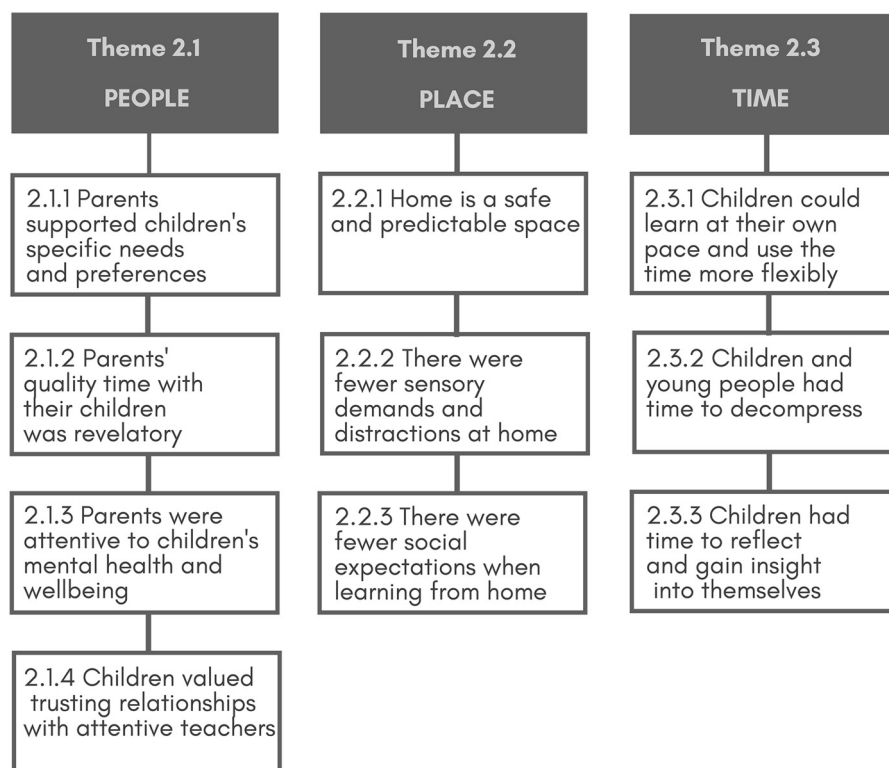 Theme 2.1
PEOPLE
2.1.1 Parents
supported children's
specific needs
and preferences
2.1.2 Parents'
quality time with
their children
was revelatory
2.1.3 Parents were
attentive to children's
mental health and
wellbeing
2.1.4 Children valued
trusting relationships
with attentive teachers
Theme 2.2
PLACE
2.2.1 Home is a safe
and predictable space
2.2.2 There were
fewer sensory
demands and
distractions at home
2.2.3 There were
fewer social
expectations when
learning from home
Theme 2.3
TIME
2.3.1 Children could
learn at their own
pace and use the
time more flexibly
2.3.2 Children and
young people had
time to decompress
2.3.3 Children had
time to reflect
and gain insight
into themselves